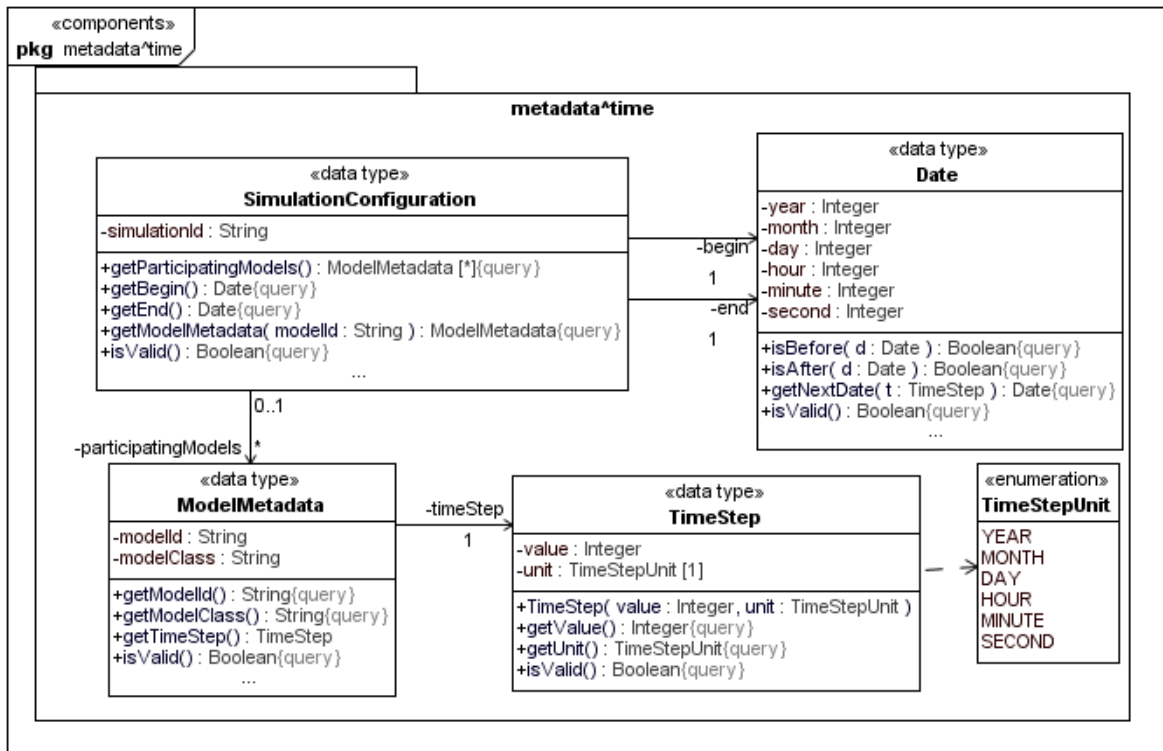 «components»
pkg metadata^time
metadata^time
«data type»
SimulationConfiguration
-simulationId : String
+getParticipatingModels() : ModelMetadata [*]{query}
+getBegin() : Date{query}
+getEnd() : Date{query}
+getModelMetadata( modelId : String ) : ModelMetadata{query}
+isValid() : Boolean{query}
...
-begin
1
-end
1
«data type»
Date
-year : Integer
-month : Integer
-day : Integer
-hour : Integer
-minute : Integer
-second : Integer
+isBefore( d : Date ) : Boolean{query}
+isAfter( d : Date ) : Boolean{query}
+getNextDate( t : TimeStep ) : Date{query}
+isValid() : Boolean{query}
...
0..1
-participatingModels *
«data type»
ModelMetadata
-modelId : String
-modelClass : String
+getModelId() : String{query}
+getModelClass() : String{query}
+getTimeStep() : TimeStep
+isValid() : Boolean{query}
...
-timeStep
1
«data type»
TimeStep
-value : Integer
-unit : TimeStepUnit [1]
+TimeStep( value : Integer, unit : TimeStepUnit )
+getValue() : Integer{query}
+getUnit() : TimeStepUnit{query}
+isValid() : Boolean{query}
«enumeration»
TimeStepUnit
YEAR
MONTH
DAY
HOUR
MINUTE
SECOND